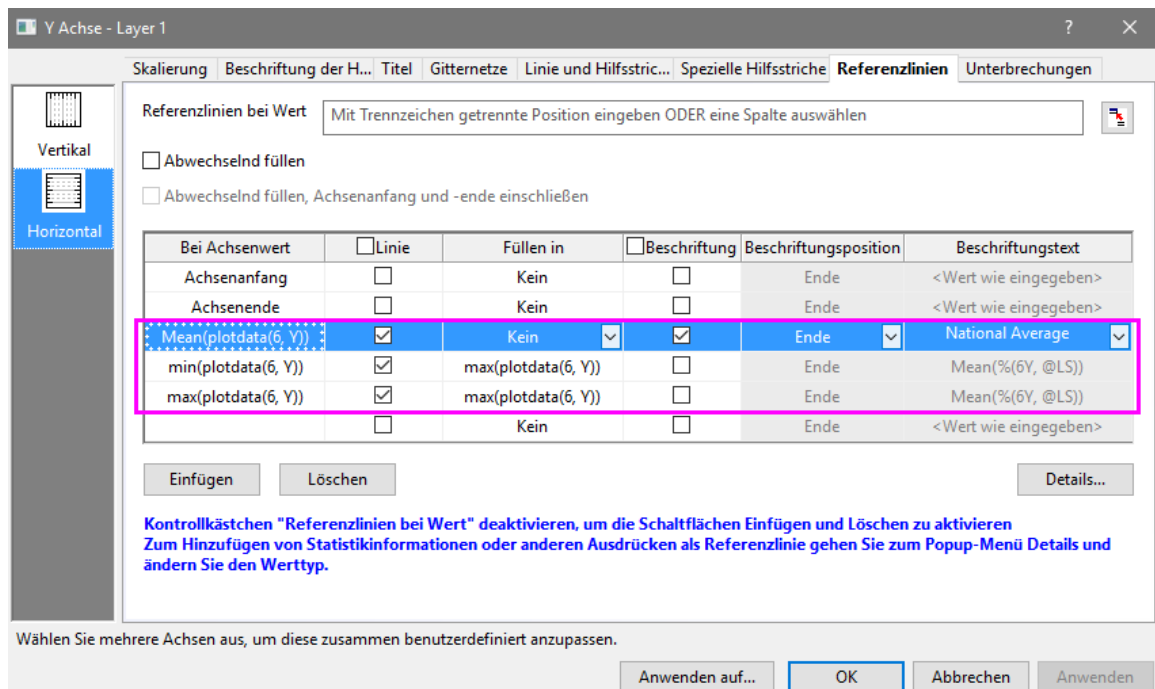 Y Achse - Layer 1
?
Skalierung Beschriftung der H... Titel Gitternetze Linie und Hilfsstric... Spezielle Hilfsstriche Referenzlinien Unterbrechungen
Vertikal
Horizontal
Referenzlinien bei Wert Mit Trennzeichen getrennte Position eingeben ODER eine Spalte auswählen
Abwechselnd füllen
Abwechselnd füllen, Achsenanfang und -ende einschließen
Bei Achsenwert Linie Füllen in Beschriftung Beschriftungsposition Beschriftungstext
Achsenanfang Kein Ende <Wert wie eingegeben>
Achsenende Kein Ende <Wert wie eingegeben>
Mean(plotdata(6, Y)) Kein Ende National Average
min(plotdata(6, Y)) max(plotdata(6, Y)) Ende Mean(%(6Y, @LS))
max(plotdata(6, Y)) max(plotdata(6, Y)) Ende Mean(%(6Y, @LS))
Kein Ende <Wert wie eingegeben>
Einfügen Löschen Details...
Kontrollkästchen "Referenzlinien bei Wert" deaktivieren, um die Schaltflächen Einfügen und Löschen zu aktivieren
Zum Hinzufügen von Statistikinformationen oder anderen Ausdrücken als Referenzlinie gehen Sie zum Popup-Menü Details und
ändern Sie den Werttyp.
Wählen Sie mehrere Achsen aus, um diese zusammen benutzerdefiniert anzupassen.
Anwenden auf... OK Abbrechen Anwenden